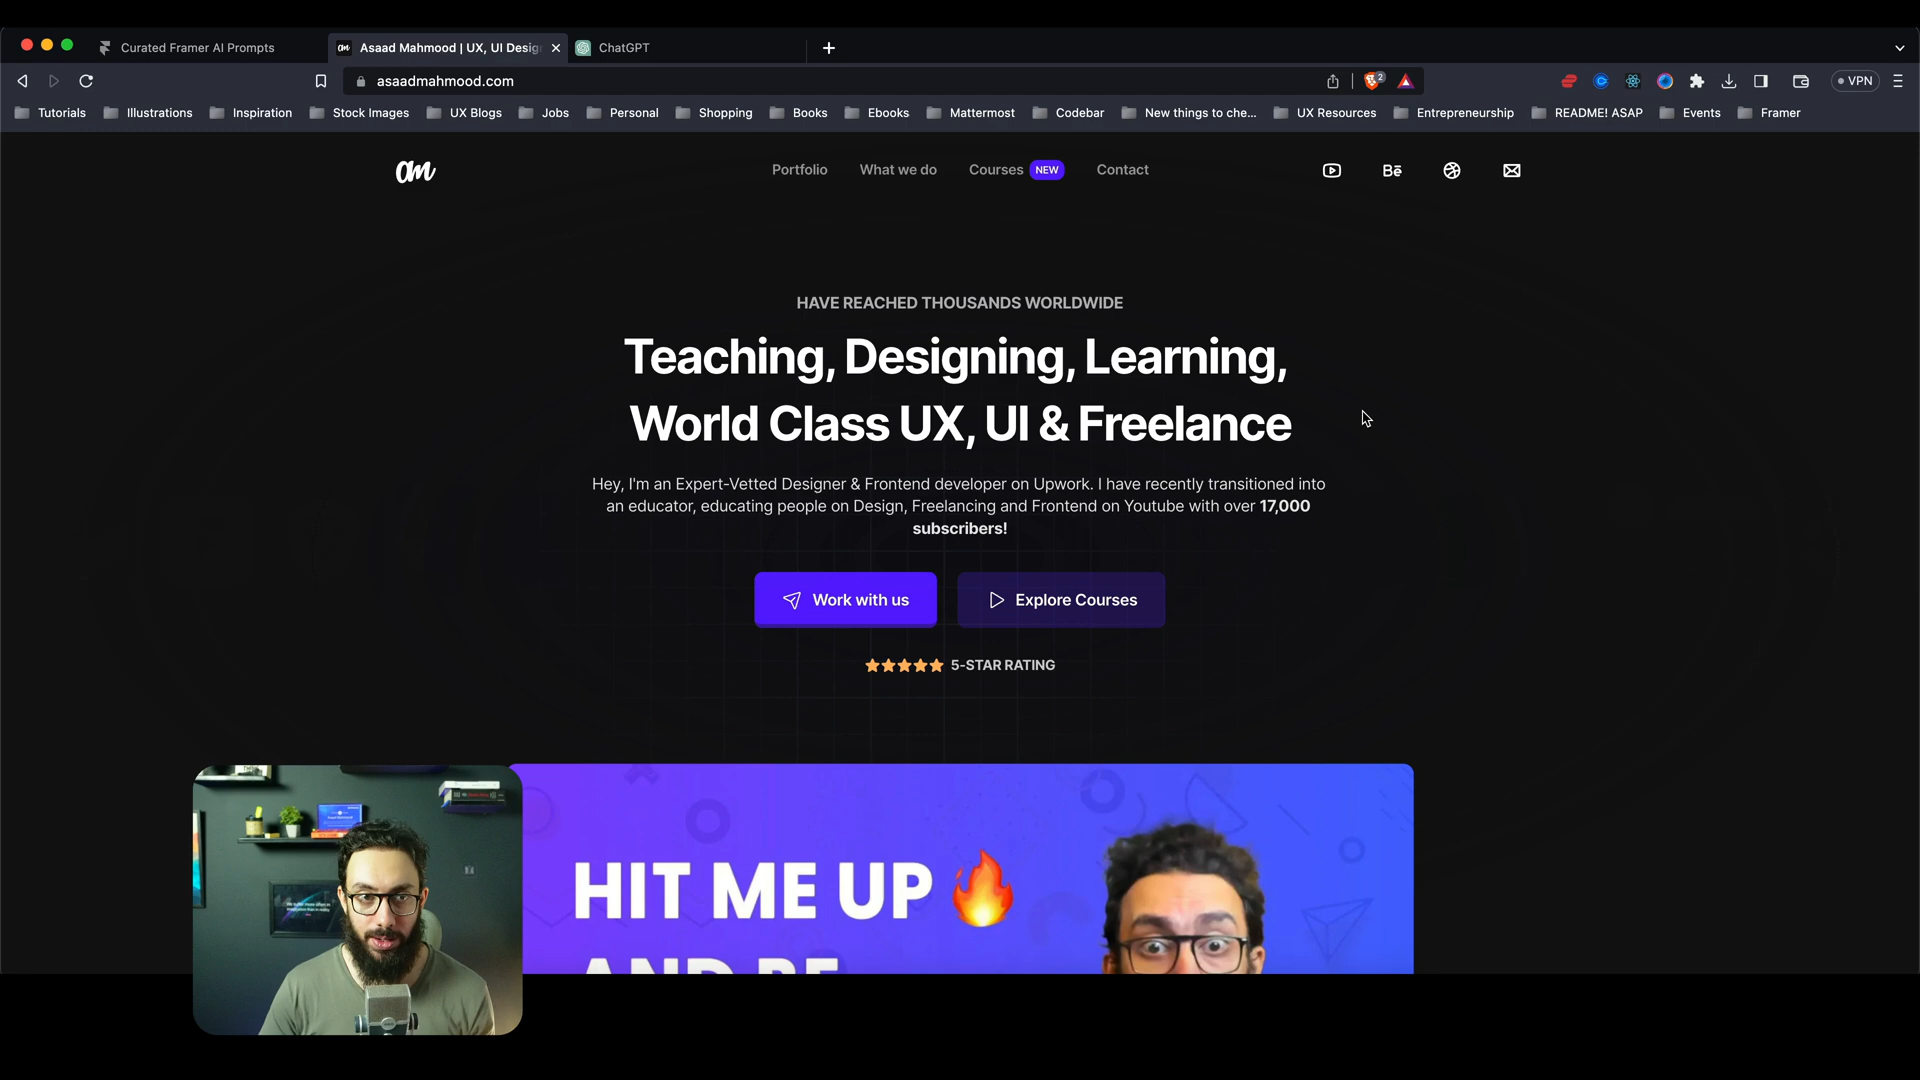 Curated Framer AI Prompts
Asaad Mahmood | UX, UI Desig
ChatGPT
asaadmahmood.com
2
VPN
Tutorials
Illustrations
Inspiration
Stock Images
UX Blogs
Jobs
Personal
Shopping
Books
Ebooks
Mattermost
Codebar
New things to che...
UX Resources
Entrepreneurship
README! ASAP
Events
Framer
am
Portfolio
What we do
Courses NEW
Contact
Bē
HAVE REACHED THOUSANDS WORLDWIDE
Teaching, Designing, Learning,
World Class UX, UI & Freelance
Hey, I'm an Expert-Vetted Designer & Frontend developer on Upwork. I have recently transitioned into
an educator, educating people on Design, Freelancing and Frontend on Youtube with over 17,000
subscribers!
Work with us
Explore Courses
5-STAR RATING
HIT ME UP
AND BE